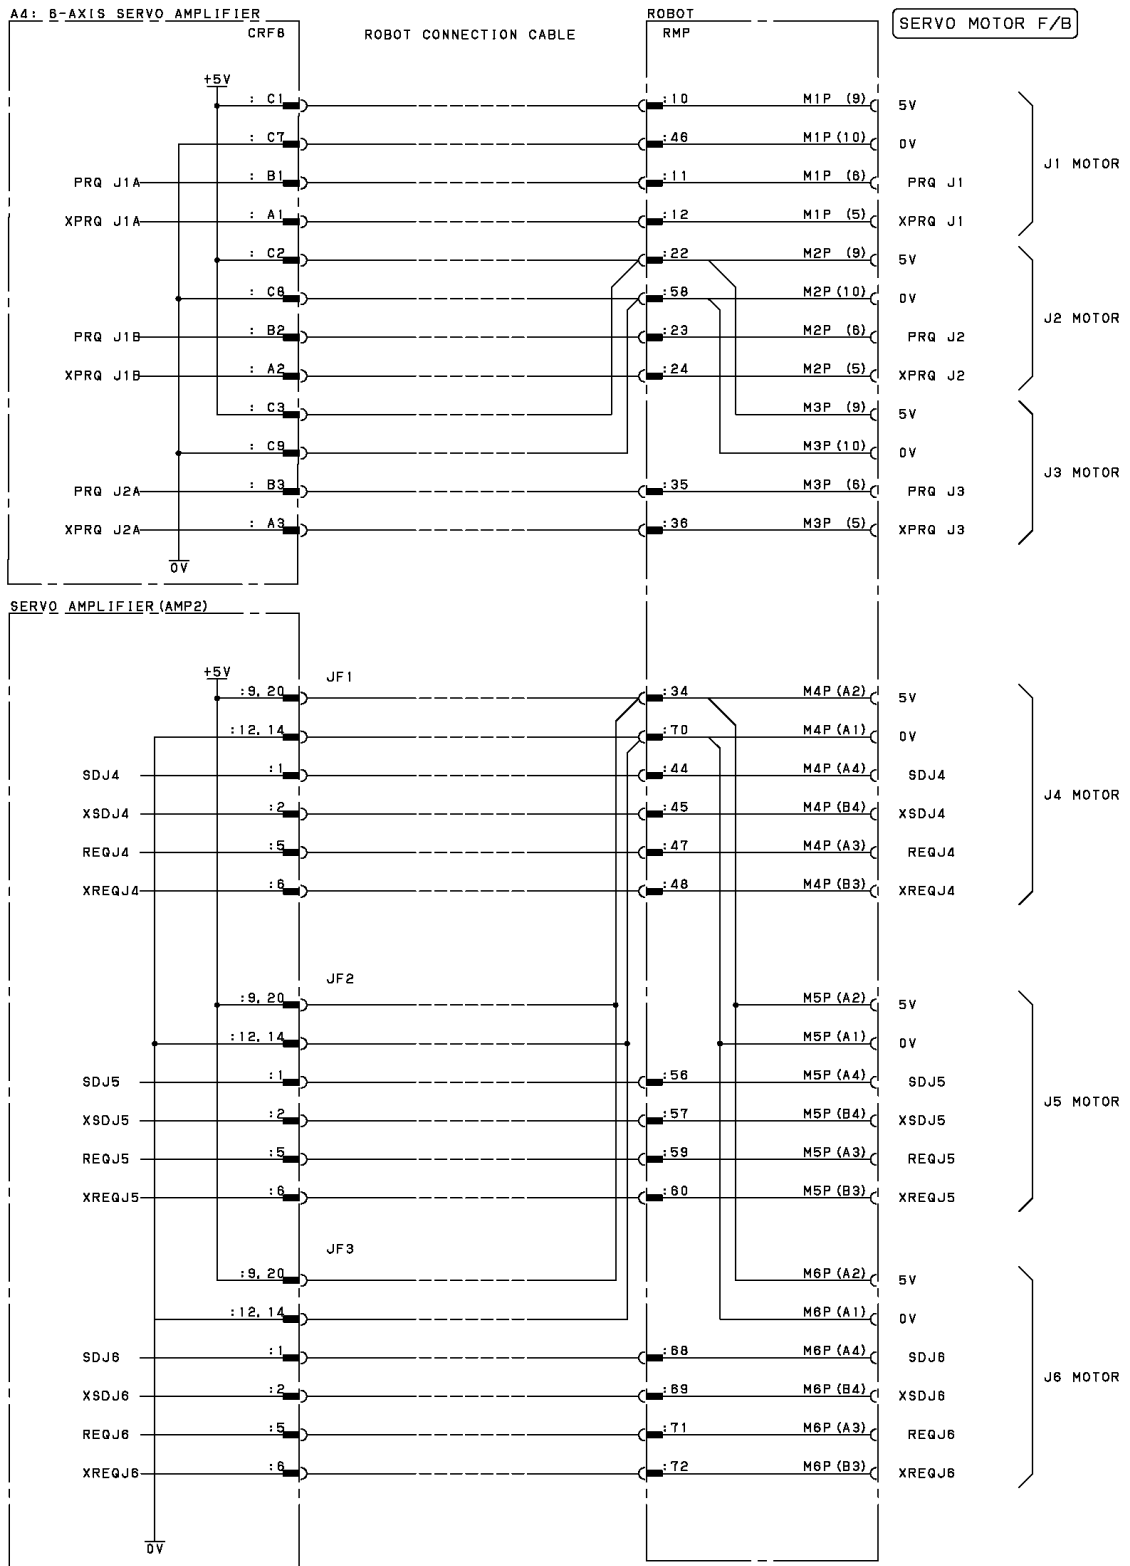 A4: 6-AXIS SERVO AMPLIFIER CRF8 ROBOT CONNECTION CABLE ROBOT RMP SERVO MOTOR F/B
+5V
: C1 :10 M1P (9) 5V
: C7 :46 M1P (10) 0V
PRQ J1A : B1 :11 M1P (6) PRQ J1
J1 MOTOR
XPRQ J1A : A1 :12 M1P (5) XPRQ J1
: C2 :22 M2P (9) 5V
: C8 :58 M2P (10) 0V
J2 MOTOR
PRQ J1B : B2 :23 M2P (6) PRQ J2
XPRQ J1B : A2 :24 M2P (5) XPRQ J2
: C3 M3P (9) 5V
: C9 M3P (10) 0V
J3 MOTOR
PRQ J2A : B3 :35 M3P (6) PRQ J3
XPRQ J2A : A3 :36 M3P (5) XPRQ J3
0V
SERVO AMPLIFIER (AMP2)
+5V JF1
:9, 20 :34 M4P (A2) 5V
:12, 14 :70 M4P (A1) 0V
SDJ4 :1 :44 M4P (A4) SDJ4
J4 MOTOR
XSDJ4 :2 :45 M4P (B4) XSDJ4
REQJ4 :5 :47 M4P (A3) REQJ4
XREQJ4 :6 :48 M4P (B3) XREQJ4
JF2
:9, 20 M5P (A2) 5V
:12, 14 M5P (A1) 0V
SDJ5 :1 :56 M5P (A4) SDJ5
J5 MOTOR
XSDJ5 :2 :57 M5P (B4) XSDJ5
REQJ5 :5 :59 M5P (A3) REQJ5
XREQJ5 :6 :60 M5P (B3) XREQJ5
JF3
:9, 20 M6P (A2) 5V
:12, 14 M6P (A1) 0V
SDJ6 :1 :68 M6P (A4) SDJ6
J6 MOTOR
XSDJ6 :2 :69 M6P (B4) XSDJ6
REQJ6 :5 :71 M6P (A3) REQJ6
XREQJ6 :6 :72 M6P (B3) XREQJ6
0V